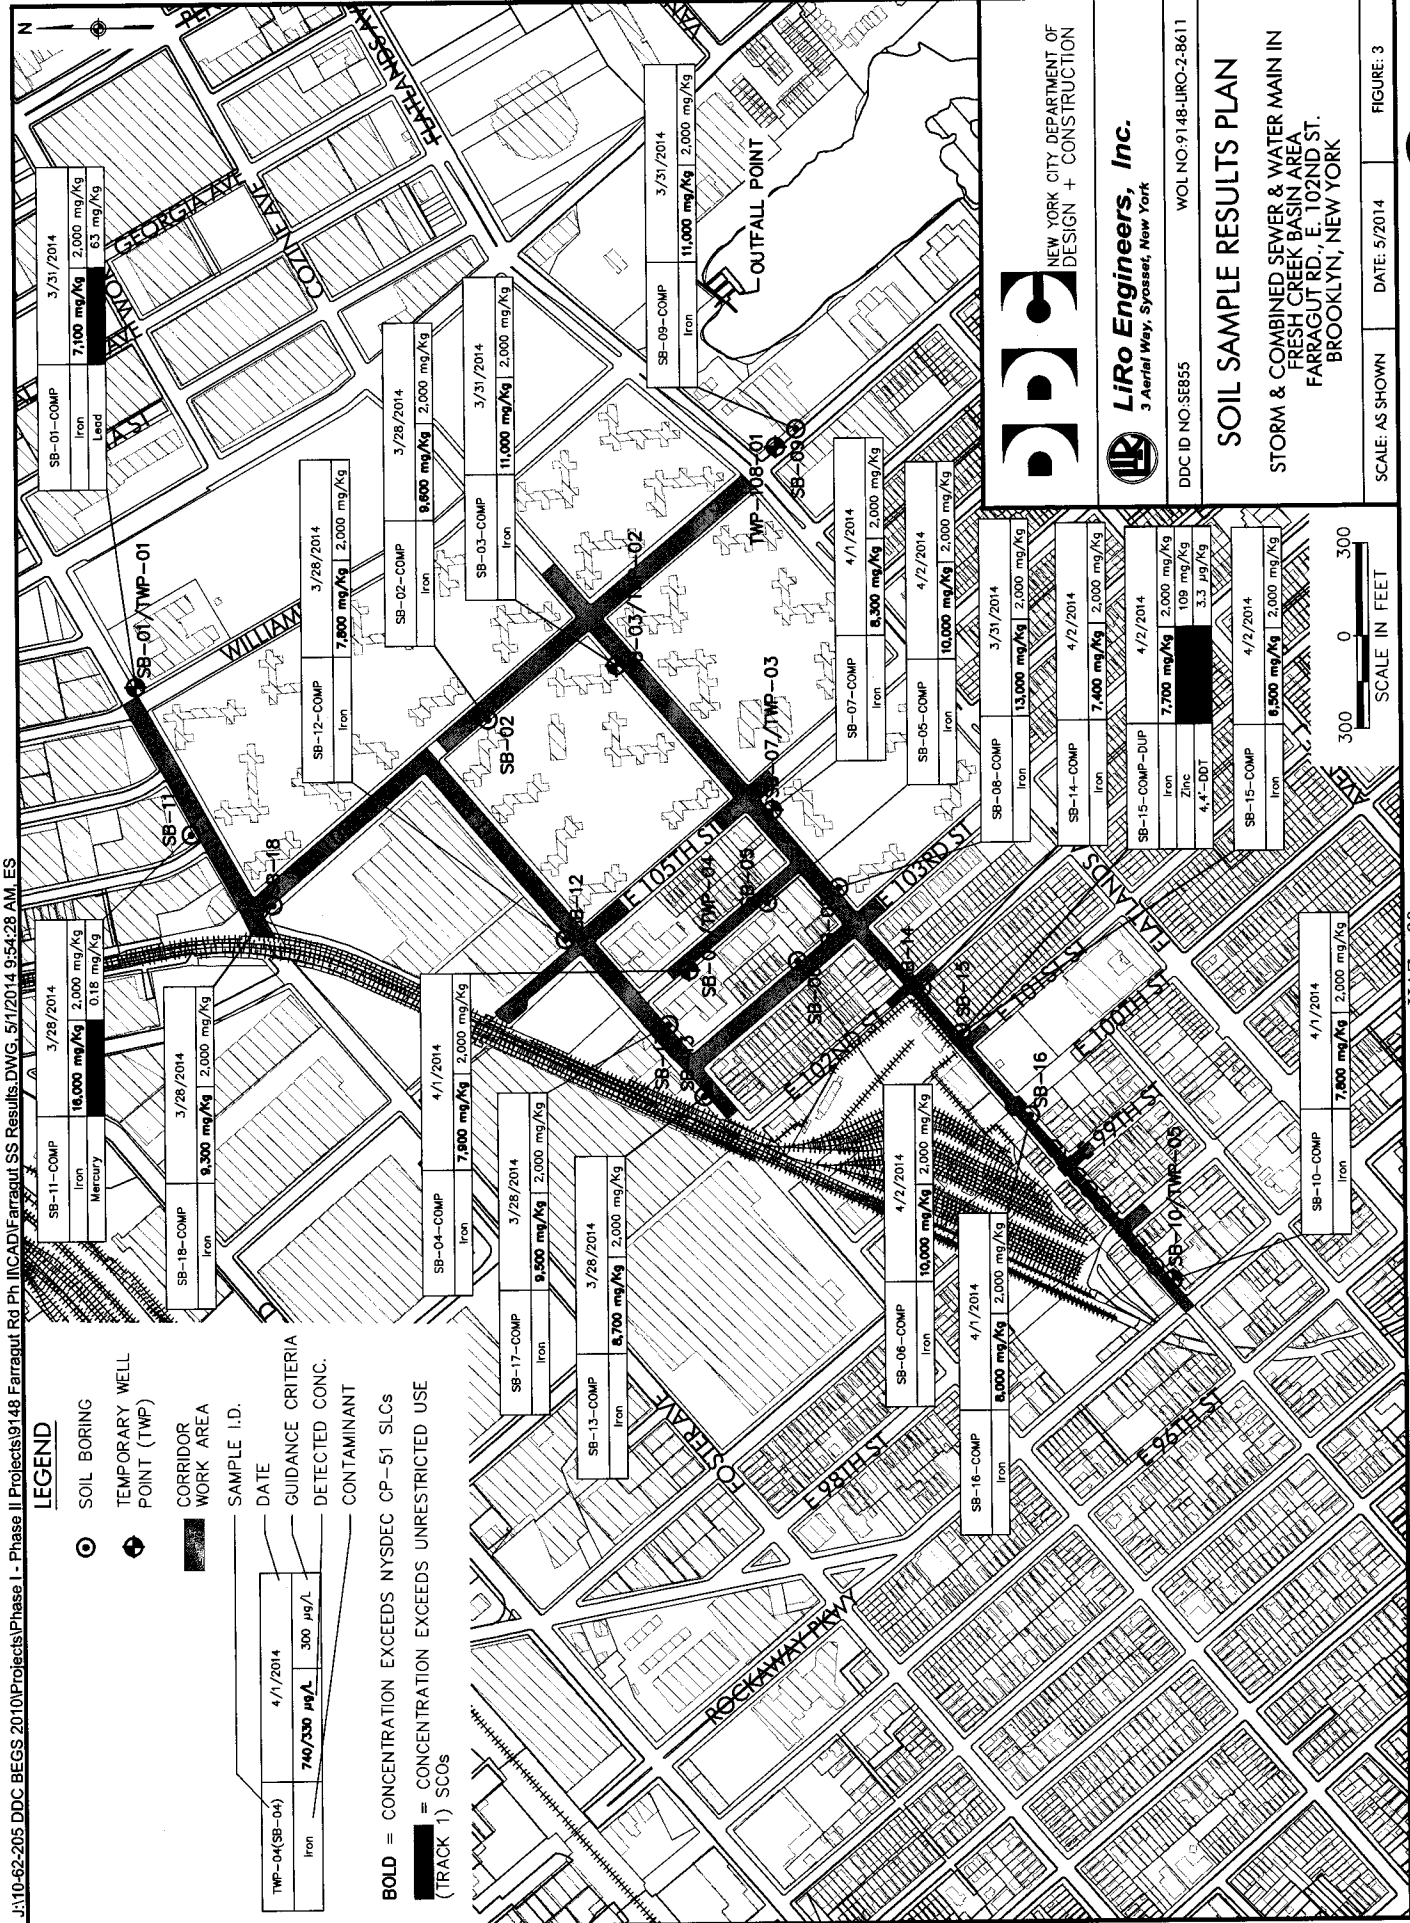 J:\10-62-205 DDC BEGS 2010\Projects\Phase I - Phase II Projects\9148 Farragut Rd Ph II\CAD\Farragut SS Results.DWG, 5/1/2014 9:54:28 AM, ES
LEGEND
SOIL BORING
TEMPORARY WELL
POINT (TWP)
CORRIDOR
WORK AREA
SAMPLE I.D.
DATE
GUIDANCE CRITERIA
DETECTED CONC.
CONTAMINANT
TWP-04(SB-04) 4/1/2014
Iron 740/330 µg/L 300 µg/L
BOLD = CONCENTRATION EXCEEDS NYSDEC CP-51 SLCs
= CONCENTRATION EXCEEDS UNRESTRICTED USE
(TRACK 1) SCOs
SB-11-COMP 3/28/2014
Iron 16,000 mg/Kg 2,000 mg/Kg
Mercury 0.18 mg/Kg
SB-18-COMP 3/28/2014
Iron 9,300 mg/Kg 2,000 mg/Kg
SB-04-COMP 4/1/2014
Iron 7,900 mg/Kg 2,000 mg/Kg
SB-17-COMP 3/28/2014
Iron 9,500 mg/Kg 2,000 mg/Kg
SB-13-COMP 3/28/2014
Iron 8,700 mg/Kg 2,000 mg/Kg
SB-06-COMP 4/2/2014
Iron 10,000 mg/Kg 2,000 mg/Kg
SB-16-COMP 4/1/2014
Iron 8,000 mg/Kg 2,000 mg/Kg
SB-10-COMP 4/1/2014
Iron 7,800 mg/Kg 2,000 mg/Kg
SB-01-COMP 3/31/2014
Iron 7,100 mg/Kg 2,000 mg/Kg
Lead 63 mg/Kg
SB-12-COMP 3/28/2014
Iron 7,800 mg/Kg 2,000 mg/Kg
SB-02-COMP 3/28/2014
Iron 9,600 mg/Kg 2,000 mg/Kg
SB-03-COMP 3/31/2014
Iron 11,000 mg/Kg 2,000 mg/Kg
SB-09-COMP 3/31/2014
Iron 11,000 mg/Kg 2,000 mg/Kg
SB-07-COMP 4/1/2014
Iron 8,300 mg/Kg 2,000 mg/Kg
SB-05-COMP 4/2/2014
Iron 10,000 mg/Kg 2,000 mg/Kg
SB-08-COMP 3/31/2014
Iron 13,000 mg/Kg 2,000 mg/Kg
SB-14-COMP 4/2/2014
Iron 7,400 mg/Kg 2,000 mg/Kg
SB-15-COMP-DUP 4/2/2014
Iron 7,700 mg/Kg 2,000 mg/Kg
Zinc 109 mg/Kg
4,4'-DDT 3.3 µg/Kg
SB-15-COMP 4/2/2014
Iron 6,500 mg/Kg 2,000 mg/Kg
SB-01/TWP-01
SB-11
SB-18
SB-02
SB-12
SB-07/TWP-03
TWP-04
SB-05
SB-14
SB-15
SB-16
SB-10/TWP-05
TWP-108-01
SB-09
OUTFALL POINT
GEORGIA AVE
COZINE AVE
FLATLANDS AV
WILLIAM
E 105TH ST
E 103RD ST
E 102ND ST
E 101ST ST
E 100TH ST
E 99TH ST
E 98TH ST
E 96TH ST
FOSTER AVE
ROCKAWAY PKWY
FLATLANDS
AVE
N
300 0 300
SCALE IN FEET
DDC
NEW YORK CITY DEPARTMENT OF
DESIGN + CONSTRUCTION
LiRo Engineers, Inc.
3 Aerial Way, Syosset, New York
DDC ID NO:SE855 WOL NO:9148-LIRO-2-8611
SOIL SAMPLE RESULTS PLAN
STORM & COMBINED SEWER & WATER MAIN IN
FRESH CREEK BASIN AREA
FARRAGUT RD., E. 102ND ST.
BROOKLYN, NEW YORK
SCALE: AS SHOWN DATE: 5/2014 FIGURE: 3